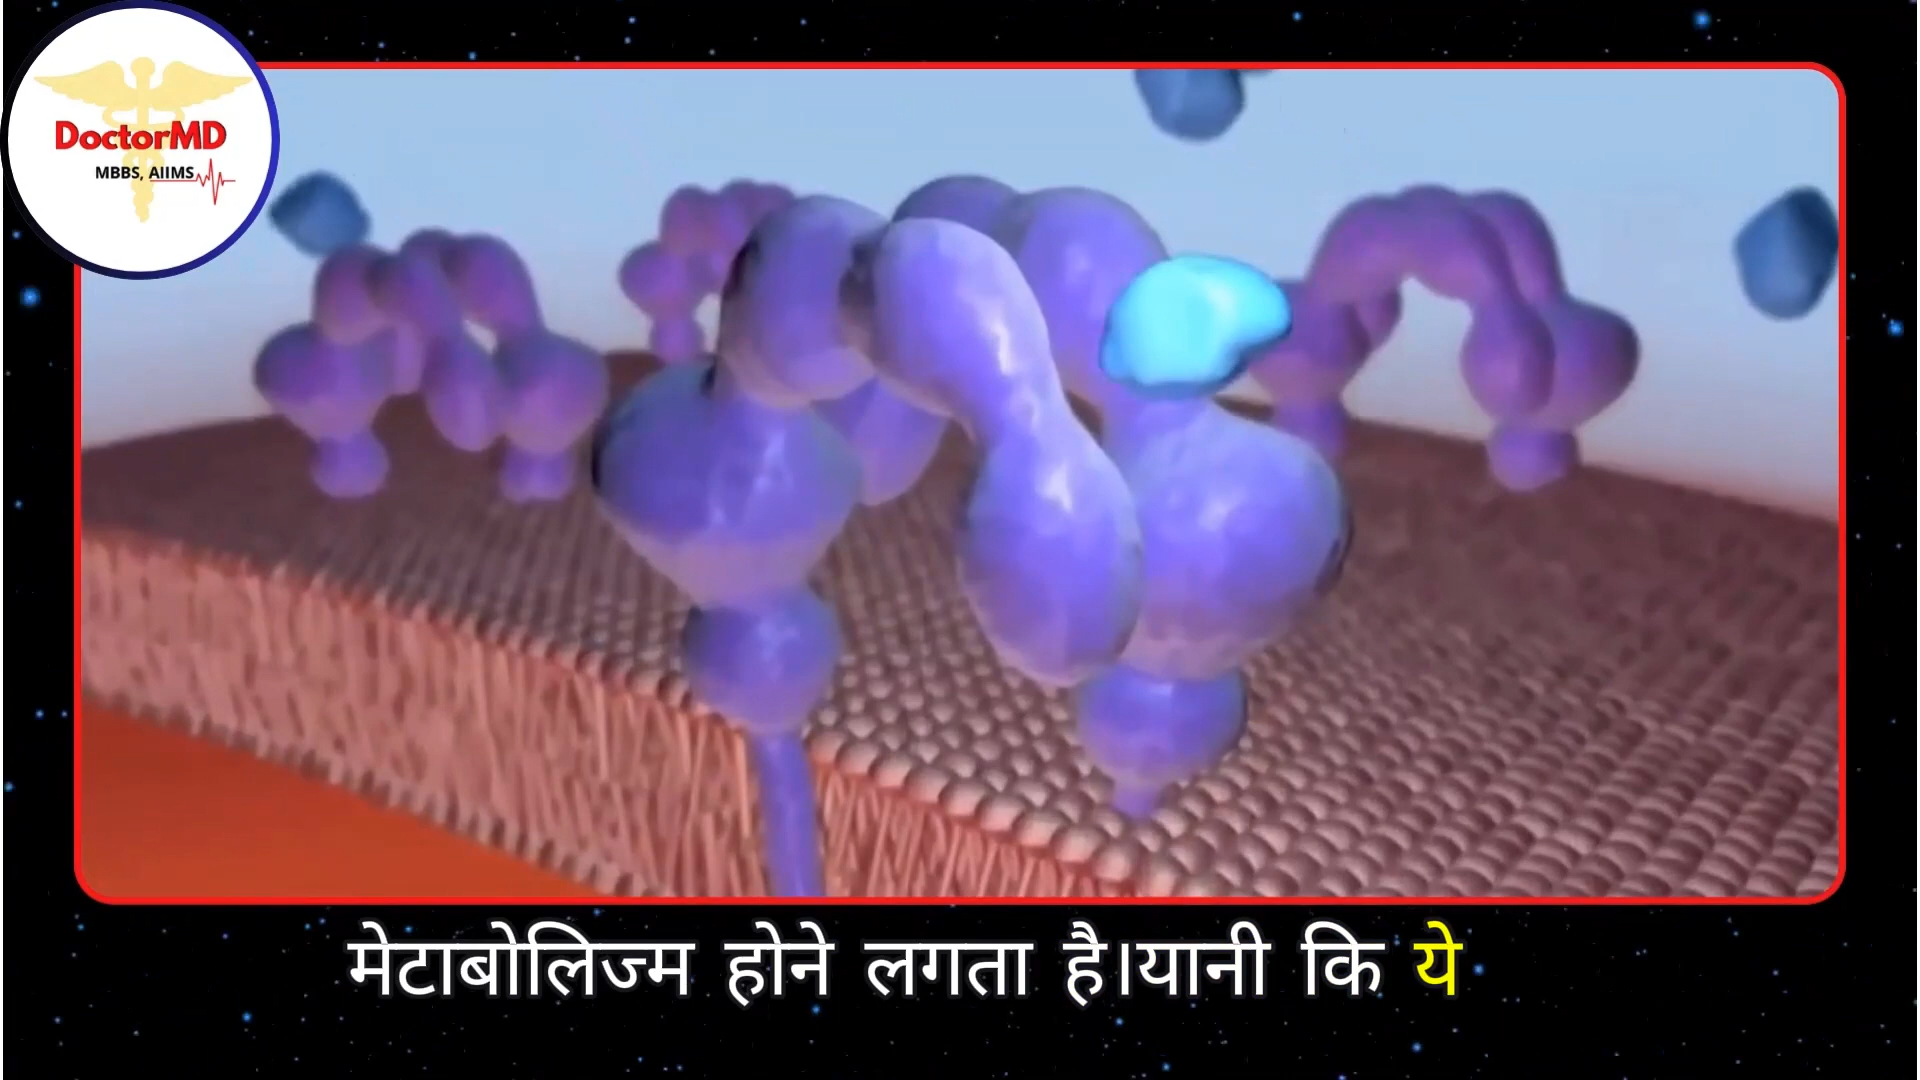 DoctorMD
MBBS, AIIMS
मेटाबोलिज्म होने लगता है।यानी कि ये